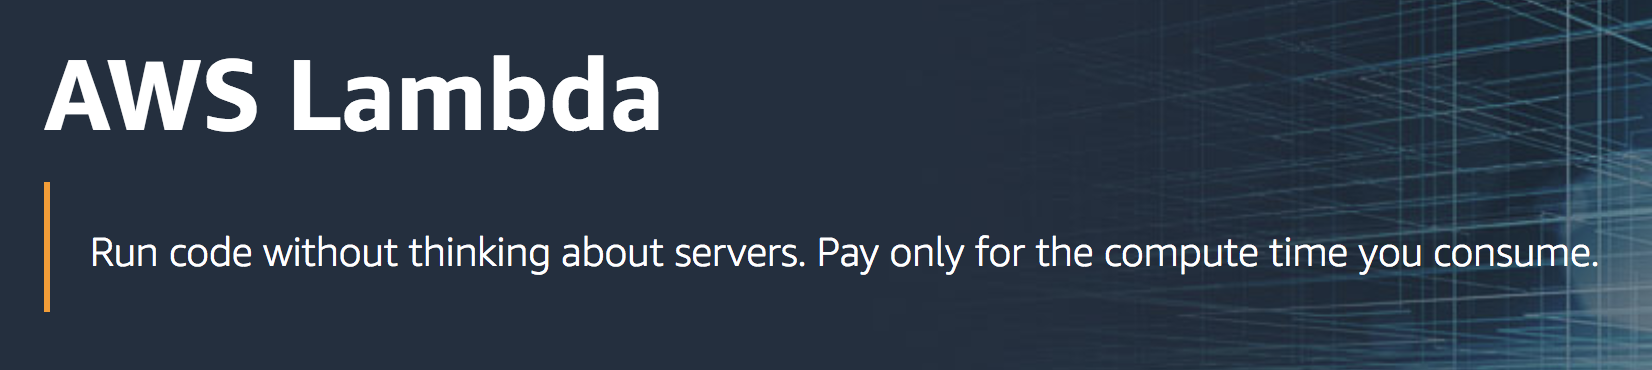 AWS Lambda
Run code without thinking about servers. Pay only for the compute time you consume.